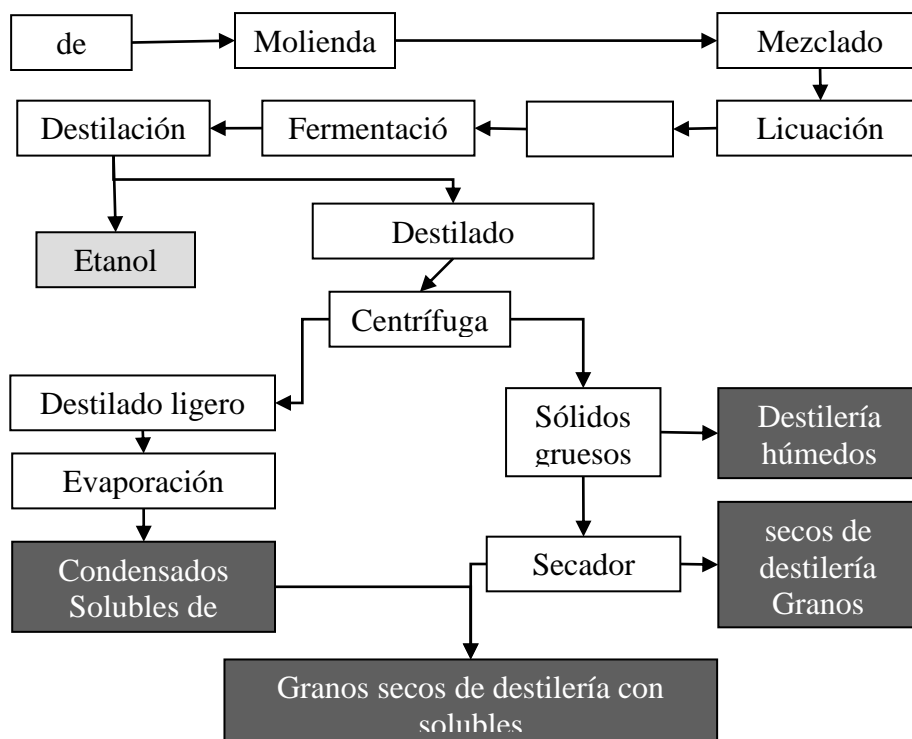 de
Molienda
Mezclado
Destilación
Fermentació
Licuación
Etanol
Destilado
Centrífuga
Destilado ligero
Sólidos
gruesos
Destilería
húmedos
Evaporación
Condensados
Solubles de
Secador
secos de
destilería
Granos
Granos secos de destilería con
solubles